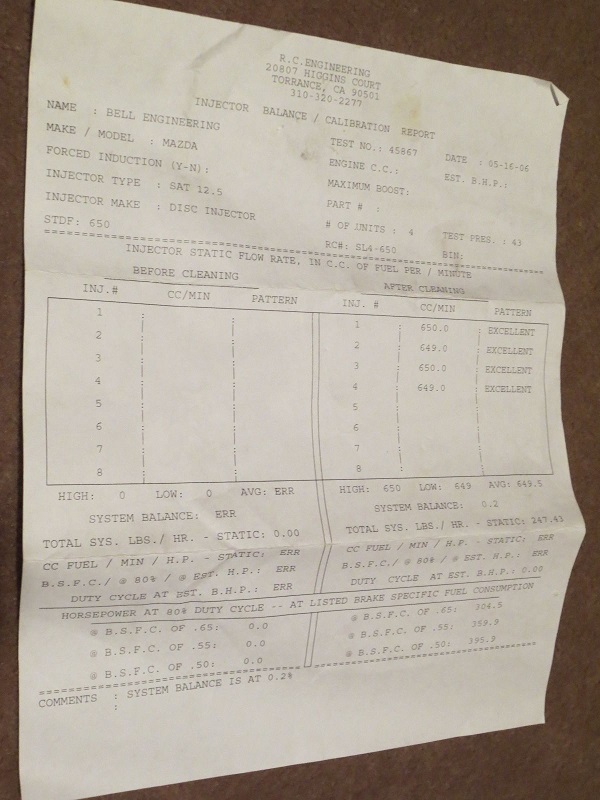 R.C.ENGINEERING
20807 HIGGINS COURT
TORRANCE, CA 90501
310-320-2277
INJECTOR BALANCE / CALIBRATION REPORT
NAME : BELL ENGINEERING
TEST NO.: 45867 DATE : 05-16-06
MAKE / MODEL : MAZDA
ENGINE C.C.: EST. B.H.P.:
FORCED INDUCTION (Y-N):
MAXIMUM BOOST:
INJECTOR TYPE : SAT 12.5
PART # :
INJECTOR MAKE : DISC INJECTOR
# OF UNITS : 4 TEST PRES. : 43
STDF: 650
RC#: SL4-650 BIN:
INJECTOR STATIC FLOW RATE, IN C.C. OF FUEL PER / MINUTE
BEFORE CLEANING AFTER CLEANING
INJ.# CC/MIN PATTERN INJ. # CC/MIN PATTERN
1 : : 1 : 650.0 : EXCELLENT
2 2 : 649.0 : EXCELLENT
3 3 : 650.0 : EXCELLENT
4 4 : 649.0 : EXCELLENT
5 5
6 6
7 7
8 8
HIGH: 0 LOW: 0 AVG: ERR HIGH: 650 LOW: 649 AVG: 649.5
SYSTEM BALANCE: ERR SYSTEM BALANCE: 0.2
TOTAL SYS. LBS./ HR. - STATIC: 0.00 TOTAL SYS. LBS./ HR. - STATIC: 247.43
CC FUEL / MIN / H.P. - STATIC: ERR CC FUEL / MIN / H.P. - STATIC: ERR
B.S.F.C./ @ 80% / @ EST. H.P.: ERR B.S.F.C./ @ 80% / @ EST. H.P.: ERR
DUTY CYCLE AT EST. B.H.P.: ERR DUTY CYCLE AT EST. B.H.P.: 0.00
HORSEPOWER AT 80% DUTY CYCLE -- AT LISTED BRAKE SPECIFIC FUEL CONSUMPTION
@ B.S.F.C. OF .65: 0.0 @ B.S.F.C. OF .65: 304.5
@ B.S.F.C. OF .55: 0.0 @ B.S.F.C. OF .55: 359.9
@ B.S.F.C. OF .50: 0.0 @ B.S.F.C. OF .50: 395.9
COMMENTS : SYSTEM BALANCE IS AT 0.2%
: